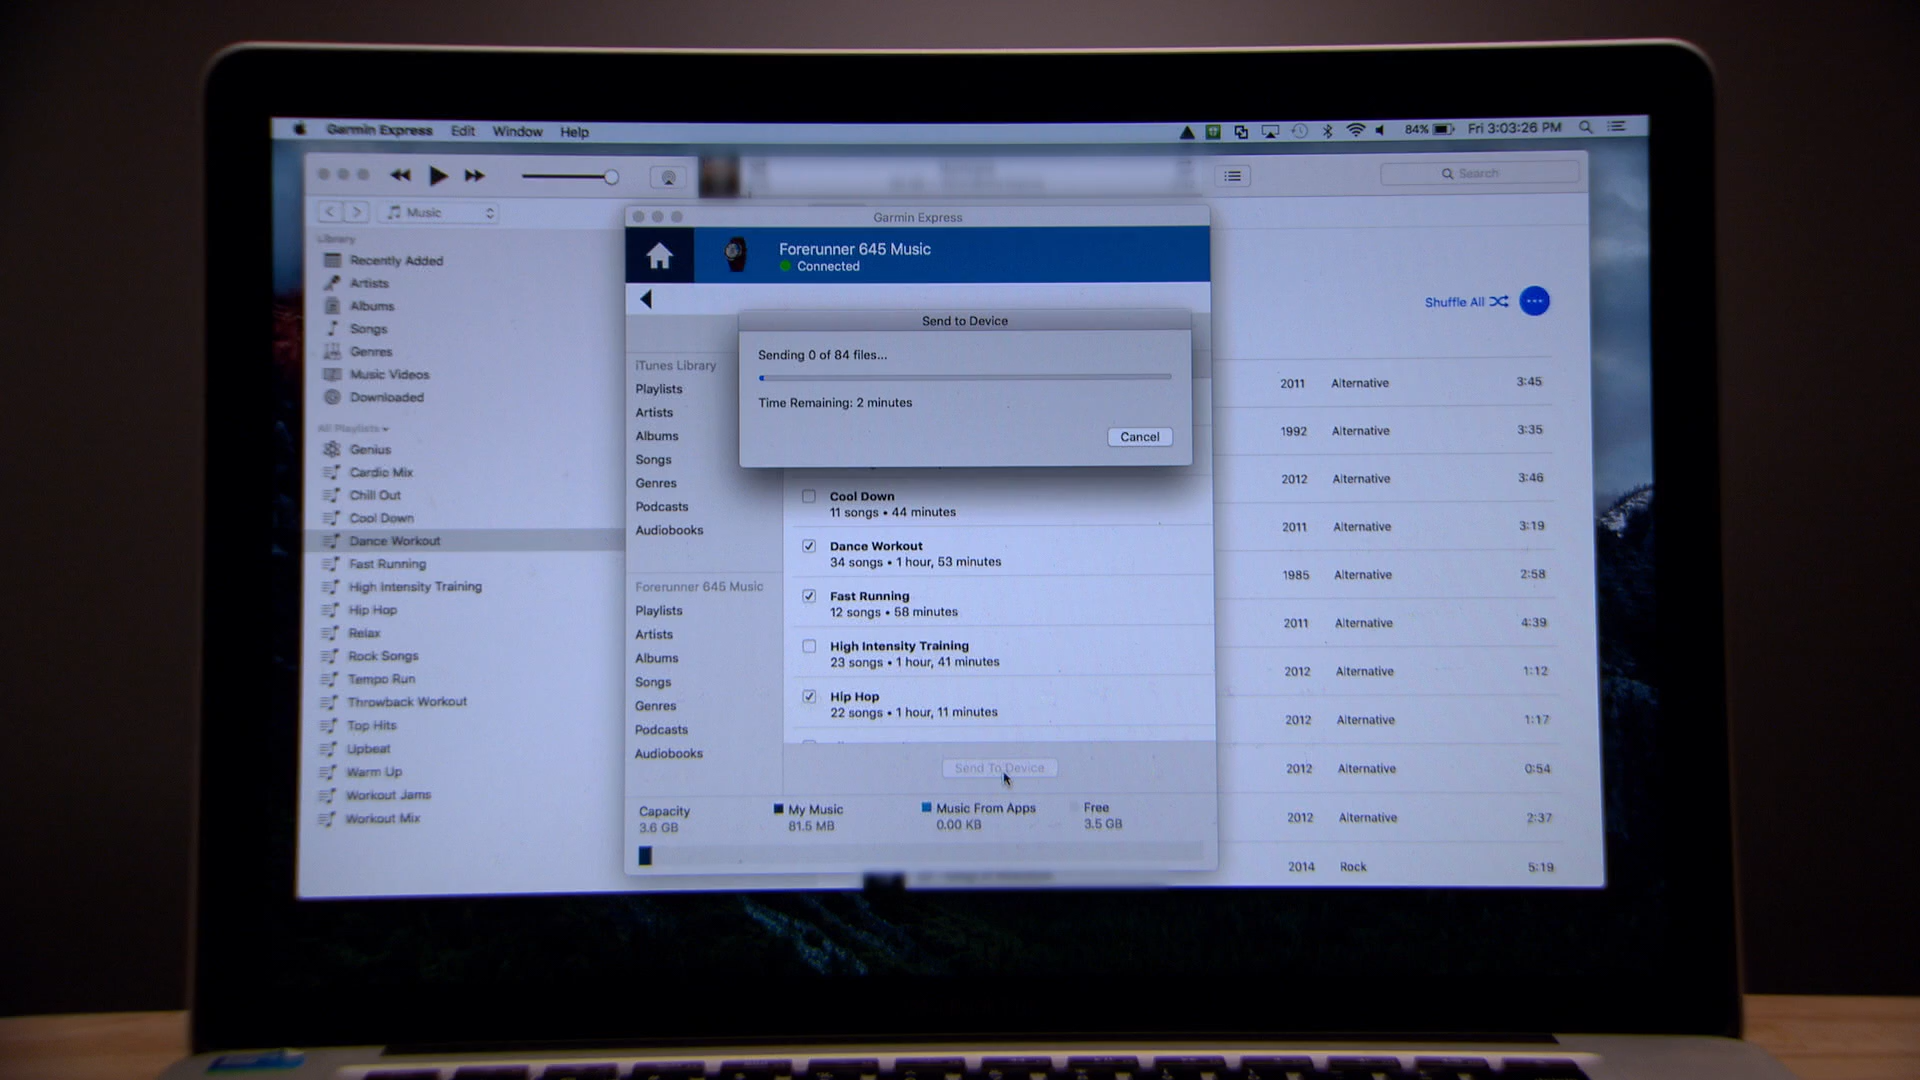 Garmin Express Edit Window Help
84% Fri 3:03:26 PM
Search
Music
Library
Recently Added
Artists
Albums
Songs
Genres
Music Videos
Downloaded
All Playlists
Genius
Cardio Mix
Chill Out
Cool Down
Dance Workout
Fast Running
High Intensity Training
Hip Hop
Relax
Rock Songs
Tempo Run
Throwback Workout
Top Hits
Upbeat
Warm Up
Workout Jams
Workout Mix
Garmin Express
Forerunner 645 Music
Connected
Send to Device
Sending 0 of 84 files...
Time Remaining: 2 minutes
Cancel
iTunes Library
Playlists
Artists
Albums
Songs
Genres
Podcasts
Audiobooks
Forerunner 645 Music
Playlists
Artists
Albums
Songs
Genres
Podcasts
Audiobooks
Cool Down
11 songs • 44 minutes
Dance Workout
34 songs • 1 hour, 53 minutes
Fast Running
12 songs • 58 minutes
High Intensity Training
23 songs • 1 hour, 41 minutes
Hip Hop
22 songs • 1 hour, 11 minutes
Send To Device
Capacity
3.6 GB
My Music
81.5 MB
Music From Apps
0.00 KB
Free
3.5 GB
Shuffle All
2011 Alternative 3:45
1992 Alternative 3:35
2012 Alternative 3:46
2011 Alternative 3:19
1985 Alternative 2:58
2011 Alternative 4:39
2012 Alternative 1:12
2012 Alternative 1:17
2012 Alternative 0:54
2012 Alternative 2:37
2014 Rock 5:19